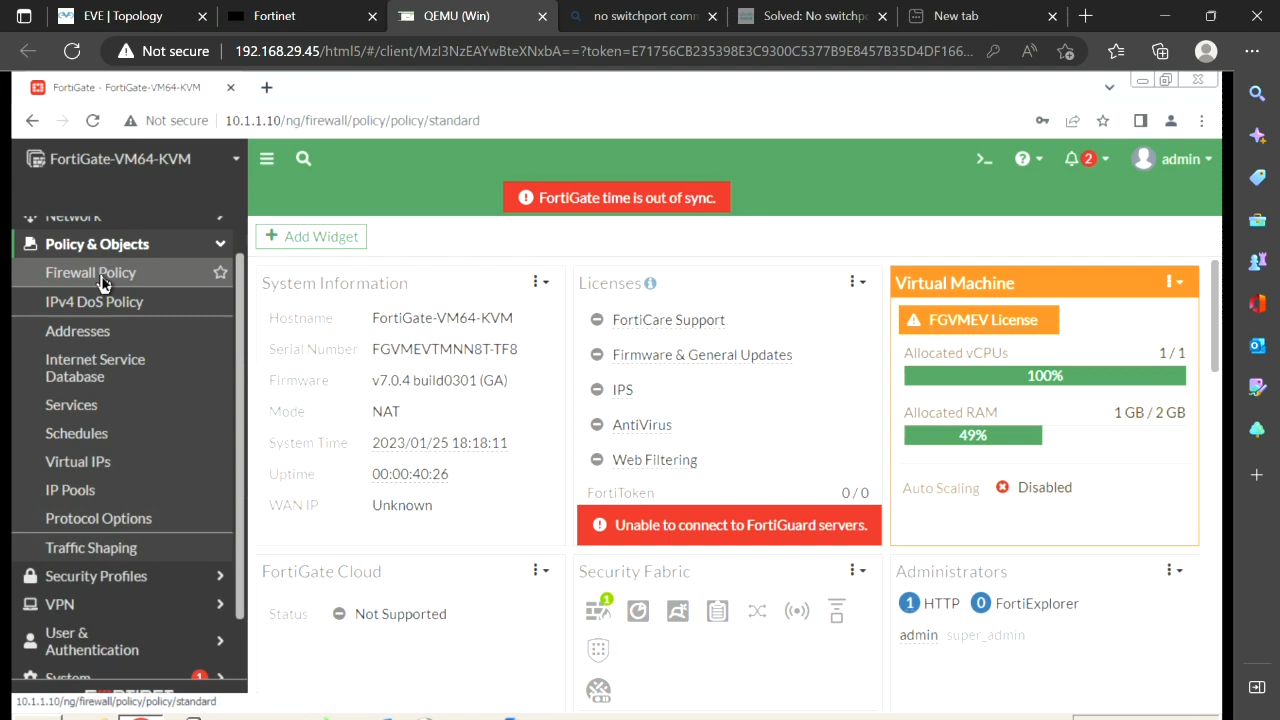 EVE | Topology
Fortinet
QEMU (Win)
no switchport comm
Solved: No switchpo
New tab
Not secure
192.168.29.45/html5/#/client/MzI3NzEAYwBteXNxbA==?token=E71756CB235398E3C9300C5377B9E8457B35D4DF166...
FortiGate - FortiGate-VM64-KVM
Not secure
10.1.1.10/ng/firewall/policy/policy/standard
FortiGate-VM64-KVM
2
admin
FortiGate time is out of sync.
Network
Policy & Objects
Firewall Policy
IPv4 DoS Policy
Addresses
Internet Service
Database
Services
Schedules
Virtual IPs
IP Pools
Protocol Options
Traffic Shaping
Security Profiles
VPN
User &
Authentication
System
1
FORTINET
10.1.1.10/ng/firewall/policy/policy/standard
Add Widget
System Information
Hostname FortiGate-VM64-KVM
Serial Number FGVMEVTMNN8T-TF8
Firmware v7.0.4 build0301 (GA)
Mode NAT
System Time 2023/01/25 18:18:11
Uptime 00:00:40:26
WAN IP Unknown
Licenses
FortiCare Support
Firmware & General Updates
IPS
AntiVirus
Web Filtering
FortiToken 0/0
Unable to connect to FortiGuard servers.
Virtual Machine
FGVMEV License
Allocated vCPUs 1/1
100%
Allocated RAM 1 GB / 2 GB
49%
Auto Scaling Disabled
FortiGate Cloud
Status Not Supported
Security Fabric
1
Administrators
1 HTTP 0 FortiExplorer
admin super_admin